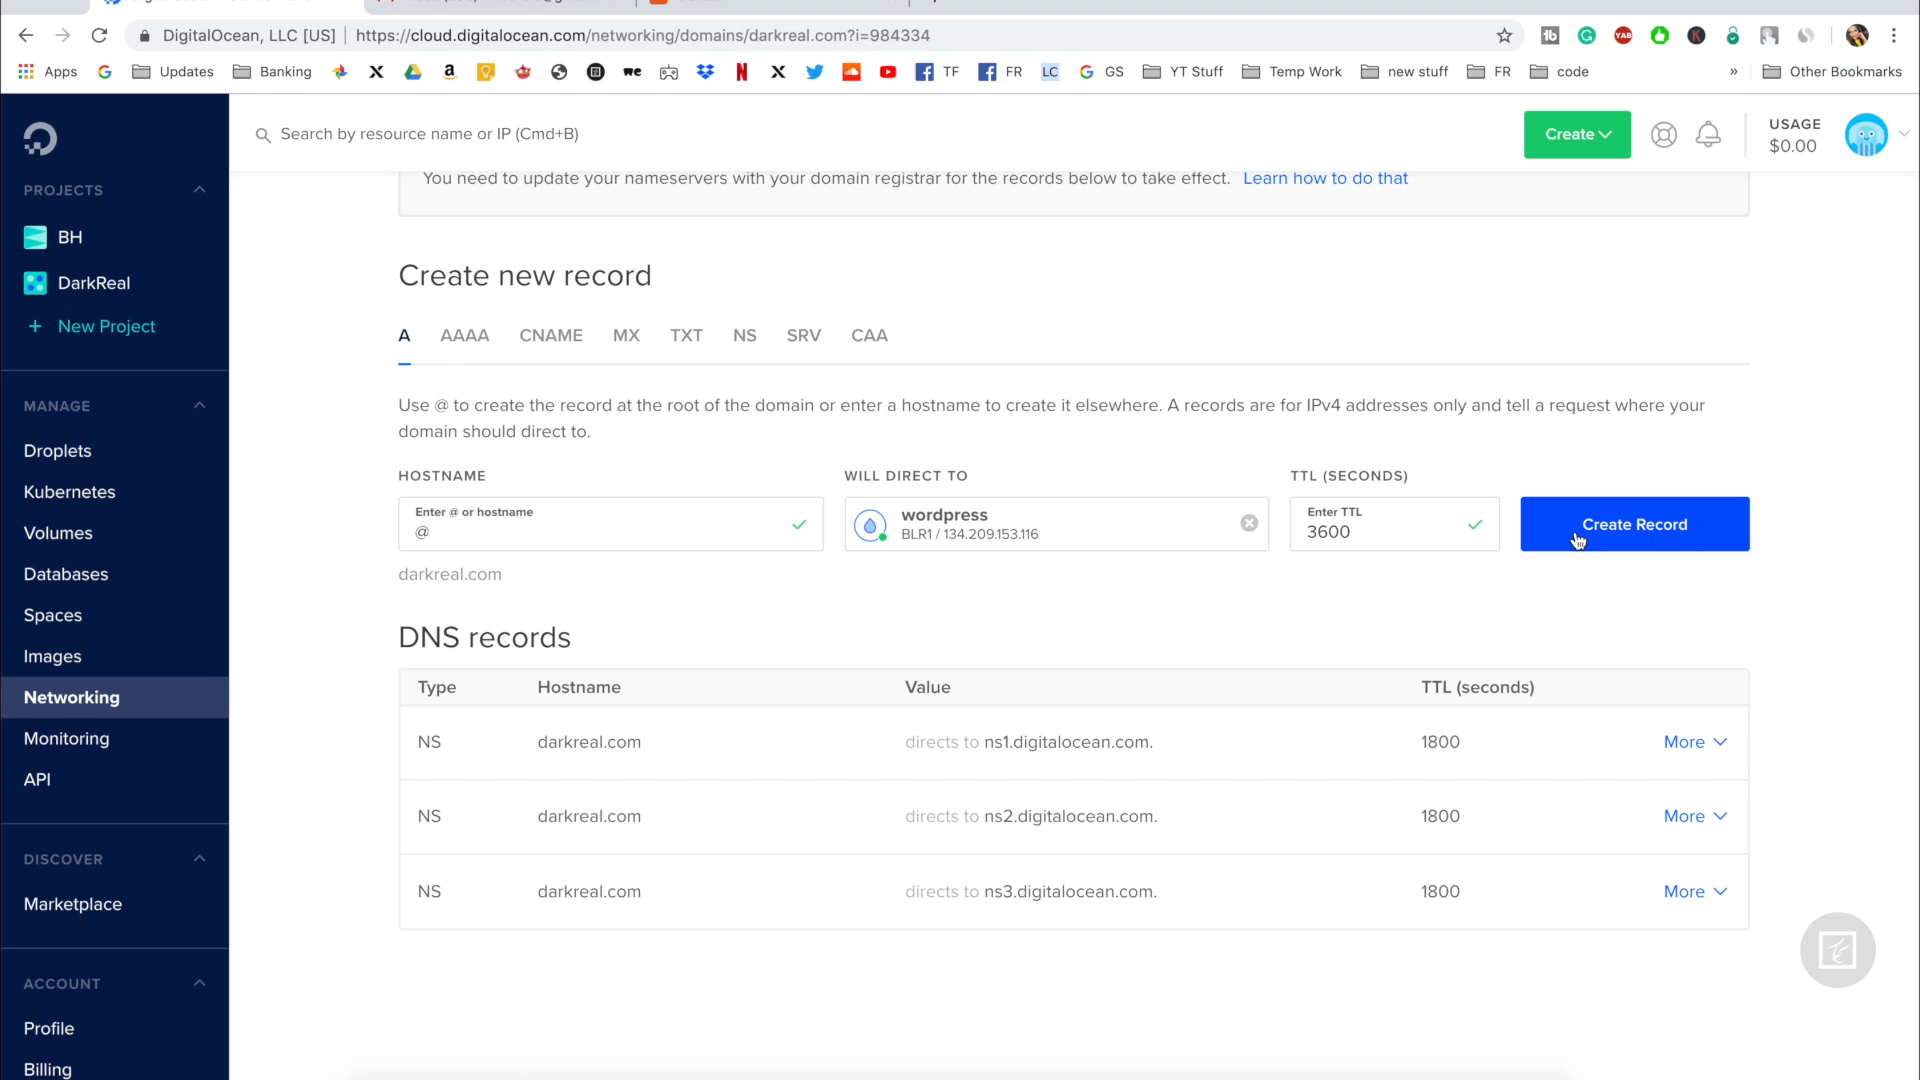 DigitalOcean, LLC [US] | https://cloud.digitalocean.com/networking/domains/darkreal.com?i=984334
Apps Updates Banking TF FR LC GS YT Stuff Temp Work new stuff FR code » Other Bookmarks
Search by resource name or IP (Cmd+B)
Create
USAGE
$0.00
PROJECTS
BH
DarkReal
+ New Project
MANAGE
Droplets
Kubernetes
Volumes
Databases
Spaces
Images
Networking
Monitoring
API
DISCOVER
Marketplace
ACCOUNT
Profile
Billing
You need to update your nameservers with your domain registrar for the records below to take effect. Learn how to do that
Create new record
A AAAA CNAME MX TXT NS SRV CAA
Use @ to create the record at the root of the domain or enter a hostname to create it elsewhere. A records are for IPv4 addresses only and tell a request where your
domain should direct to.
HOSTNAME WILL DIRECT TO TTL (SECONDS)
Enter @ or hostname
@
wordpress
BLR1 / 134.209.153.116
Enter TTL
3600
Create Record
darkreal.com
DNS records
Type Hostname Value TTL (seconds)
NS darkreal.com directs to ns1.digitalocean.com. 1800 More
NS darkreal.com directs to ns2.digitalocean.com. 1800 More
NS darkreal.com directs to ns3.digitalocean.com. 1800 More